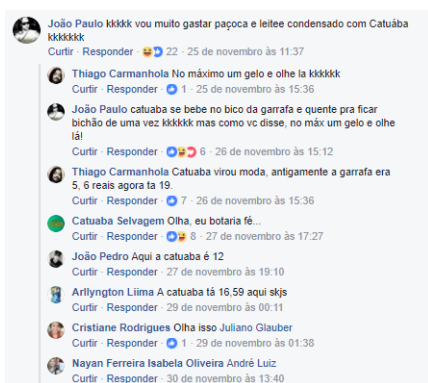 João Paulo kkkkk vou muito gastar paçoca e leitee condensado com Catuába
kkkkkkk
Curtir · Responder · 22 · 25 de novembro às 11:37
Thiago Carmanhola No máximo um gelo e olhe la kkkkkk
Curtir · Responder · 1 · 25 de novembro às 15:36
João Paulo catuaba se bebe no bico da garrafa e quente pra ficar
bichão de uma vez kkkkkk mas como vc disse, no máx um gelo e olhe
lá!
Curtir · Responder · 6 · 26 de novembro às 15:12
Thiago Carmanhola Catuaba virou moda, antigamente a garrafa era
5, 6 reais agora ta 19.
Curtir · Responder · 7 · 26 de novembro às 15:36
Catuaba Selvagem Olha, eu botaria fé...
Curtir · Responder · 8 · 27 de novembro às 17:27
João Pedro Aqui a catuaba é 12
Curtir · Responder · 27 de novembro às 19:10
Arllyngton Liima A catuaba tá 16,59 aqui skjs
Curtir · Responder · 29 de novembro às 00:11
Cristiane Rodrigues Olha isso Juliano Glauber
Curtir · Responder · 1 · 29 de novembro às 01:38
Nayan Ferreira Isabela Oliveira André Luiz
Curtir · Responder · 30 de novembro às 13:40